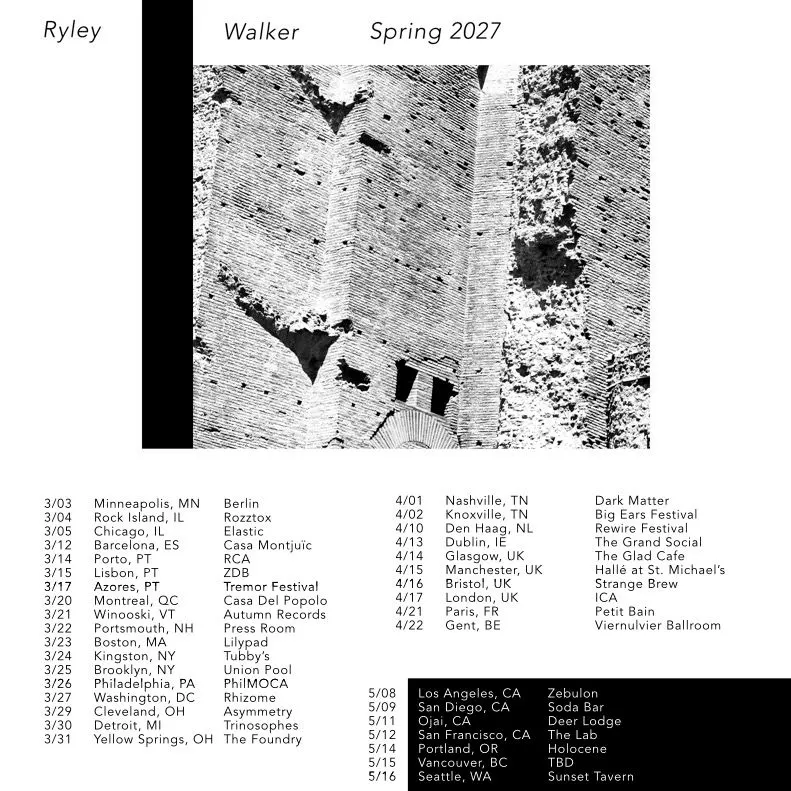 Ryley Walker Spring 2027
3/03 Minneapolis, MN Berlin
3/04 Rock Island, IL Rozztox
3/05 Chicago, IL Elastic
3/12 Barcelona, ES Casa Montjuïc
3/14 Porto, PT RCA
3/15 Lisbon, PT ZDB
3/17 Azores, PT Tremor Festival
3/20 Montreal, QC Casa Del Popolo
3/21 Winooski, VT Autumn Records
3/22 Portsmouth, NH Press Room
3/23 Boston, MA Lilypad
3/24 Kingston, NY Tubby's
3/25 Brooklyn, NY Union Pool
3/26 Philadelphia, PA PhilMOCA
3/27 Washington, DC Rhizome
3/29 Cleveland, OH Asymmetry
3/30 Detroit, MI Trinosophes
3/31 Yellow Springs, OH The Foundry
4/01 Nashville, TN Dark Matter
4/02 Knoxville, TN Big Ears Festival
4/10 Den Haag, NL Rewire Festival
4/13 Dublin, IE The Grand Social
4/14 Glasgow, UK The Glad Cafe
4/15 Manchester, UK Hallé at St. Michael's
4/16 Bristol, UK Strange Brew
4/17 London, UK ICA
4/21 Paris, FR Petit Bain
4/22 Gent, BE Viernulvier Ballroom
5/08 Los Angeles, CA Zebulon
5/09 San Diego, CA Soda Bar
5/11 Ojai, CA Deer Lodge
5/12 San Francisco, CA The Lab
5/14 Portland, OR Holocene
5/15 Vancouver, BC TBD
5/16 Seattle, WA Sunset Tavern